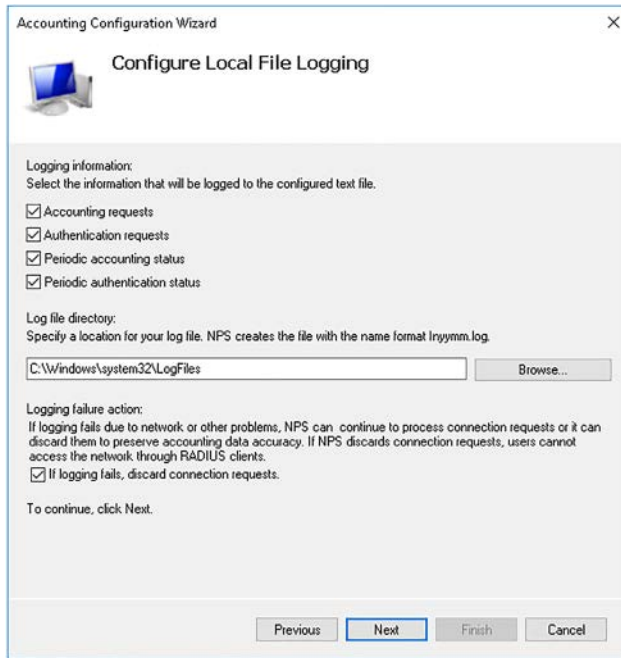 Accounting Configuration Wizard
Configure Local File Logging
Logging information:
Select the information that will be logged to the configured text file.
Accounting requests
Authentication requests
Periodic accounting status
Periodic authentication status
Log file directory:
Specify a location for your log file. NPS creates the file with the name format Inyymm.log.
C:\Windows\system32\LogFiles
Browse...
Logging failure action:
If logging fails due to network or other problems, NPS can continue to process connection requests or it can
discard them to preserve accounting data accuracy. If NPS discards connection requests, users cannot
access the network through RADIUS clients.
If logging fails, discard connection requests.
To continue, click Next.
Previous
Next
Finish
Cancel